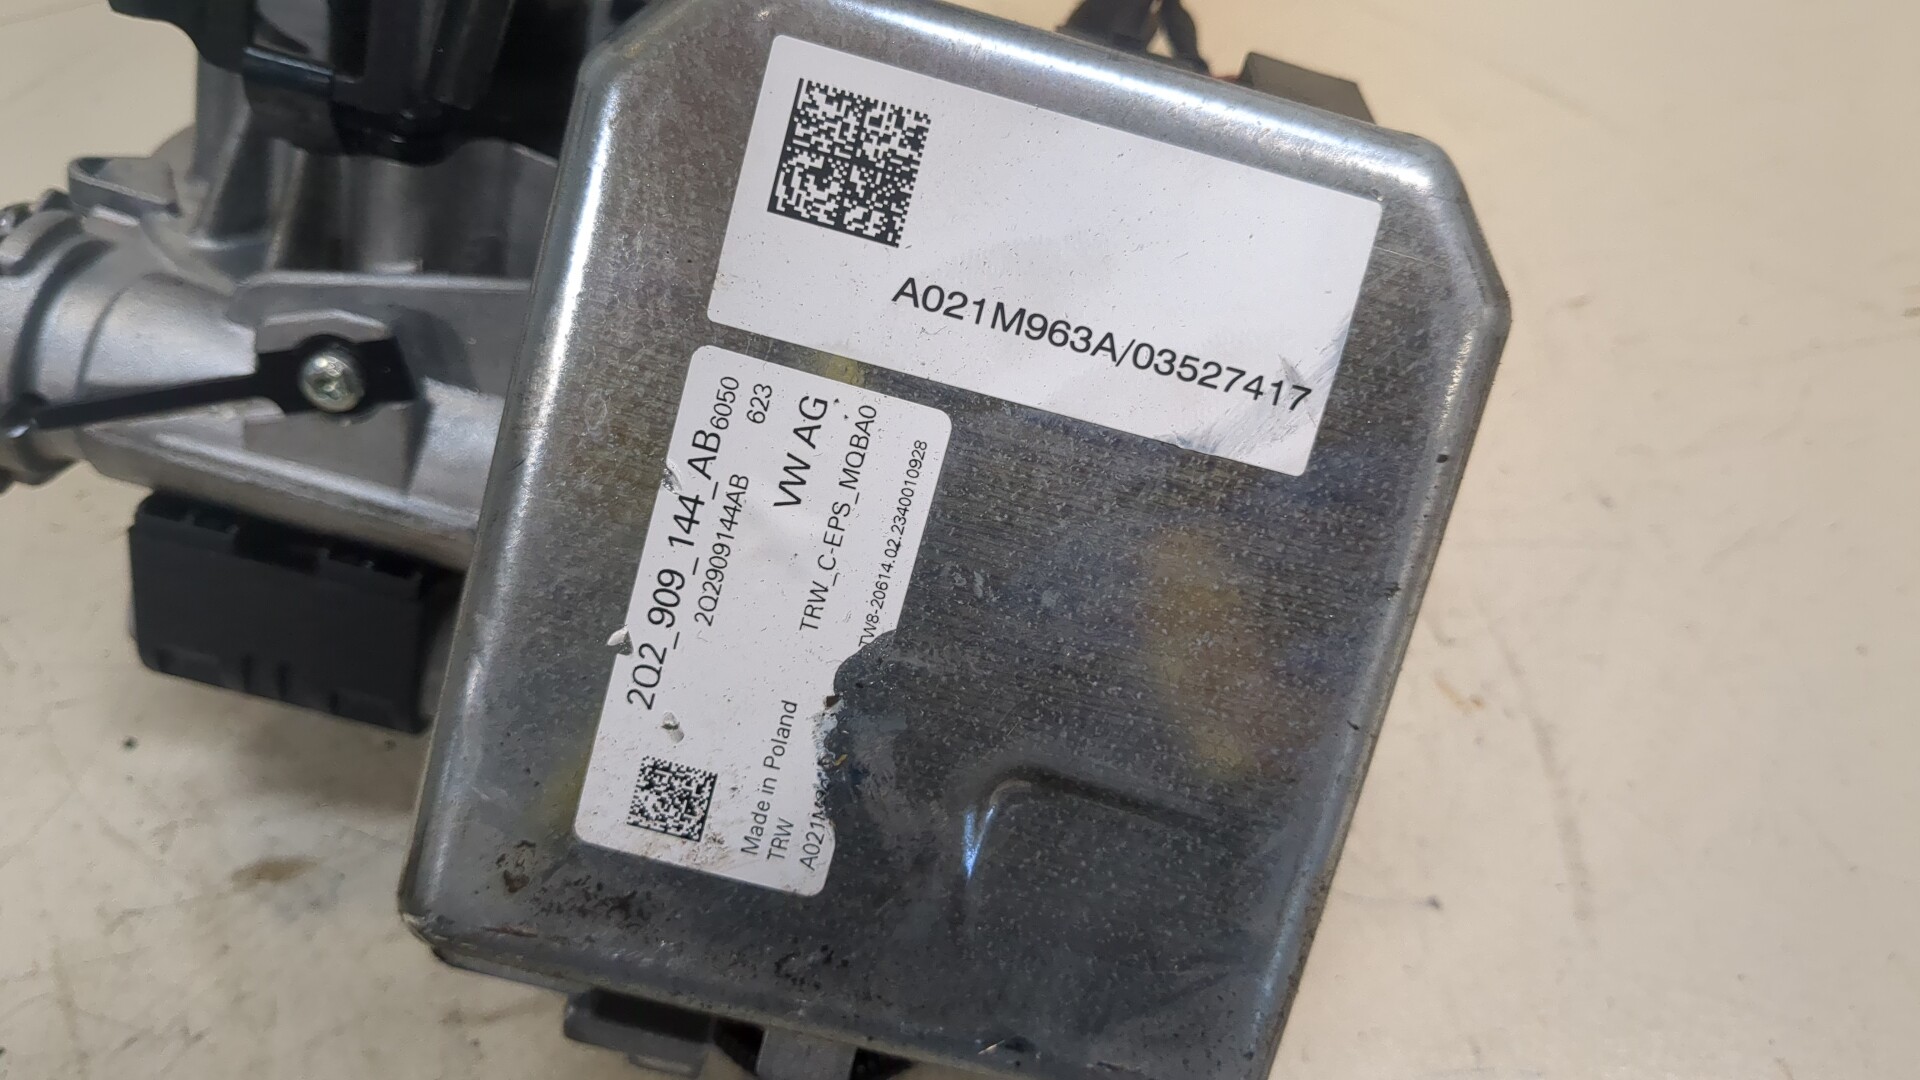 A021M963A/03527417
2Q2_909_144_AB
6050
2Q2909144AB
623
VW AG
TRW_C-EPS_MQBA0
TW8-20614.02.2340010928
Made in Poland
TRW